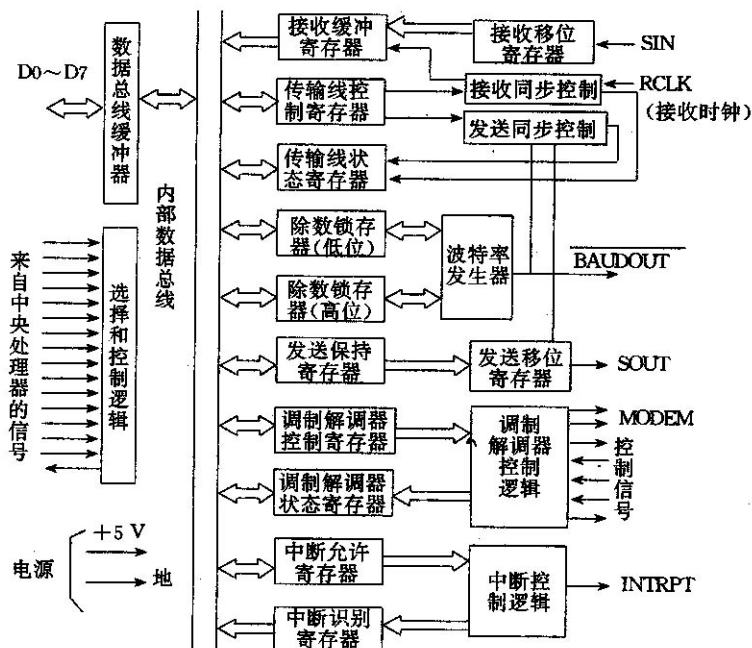 D0～D7
数据总线缓冲器
内部数据总线
来自中央处理器的信号
选择和控制逻辑
电源
+5 V
地
接收缓冲
寄存器
接收移位
寄存器
SIN
传输线控
制寄存器
接收同步控制
RCLK
(接收时钟)
发送同步控制
传输线状
态寄存器
除数锁存
器(低位)
波特率
发生器
BAUDOUT
除数锁存
器(高位)
发送保持
寄存器
发送移位
寄存器
SOUT
调制解调器
控制寄存器
调制
解调器
控制
逻辑
MODEM
控制信号
调制解调器
状态寄存器
中断允许
寄存器
中断控
制逻辑
INTRPT
中断识别
寄存器